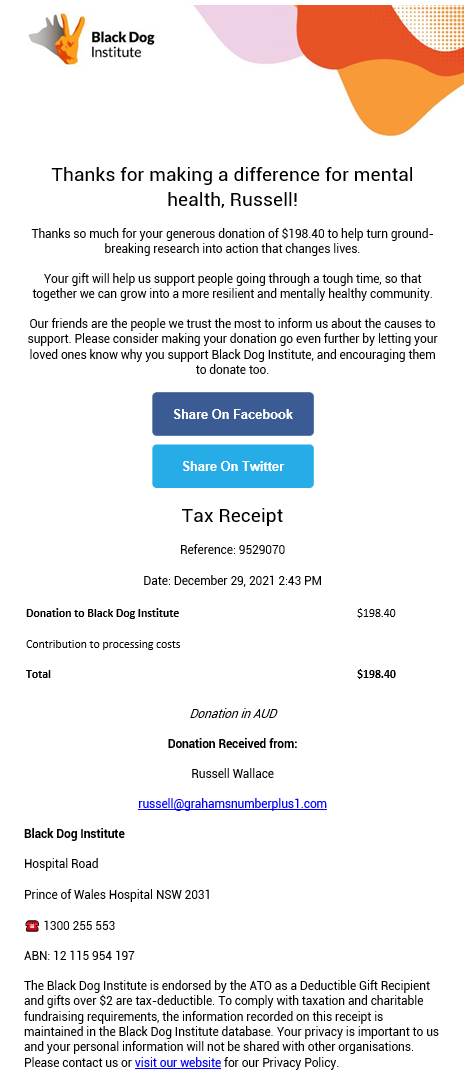 Black Dog
Institute
Thanks for making a difference for mental
health, Russell!
Thanks so much for your generous donation of $198.40 to help turn ground-
breaking research into action that changes lives.
Your gift will help us support people going through a tough time, so that
together we can grow into a more resilient and mentally healthy community.
Our friends are the people we trust the most to inform us about the causes to
support. Please consider making your donation go even further by letting your
loved ones know why you support Black Dog Institute, and encouraging them
to donate too.
Share On Facebook
Share On Twitter
Tax Receipt
Reference: 9529070
Date: December 29, 2021 2:43 PM
Donation to Black Dog Institute $198.40
Contribution to processing costs
Total $198.40
Donation in AUD
Donation Received from:
Russell Wallace
russell@grahamsnumberplus1.com
Black Dog Institute
Hospital Road
Prince of Wales Hospital NSW 2031
☎ 1300 255 553
ABN: 12 115 954 197
The Black Dog Institute is endorsed by the ATO as a Deductible Gift Recipient
and gifts over $2 are tax-deductible. To comply with taxation and charitable
fundraising requirements, the information recorded on this receipt is
maintained in the Black Dog Institute database. Your privacy is important to us
and your personal information will not be shared with other organisations.
Please contact us or visit our website for our Privacy Policy.